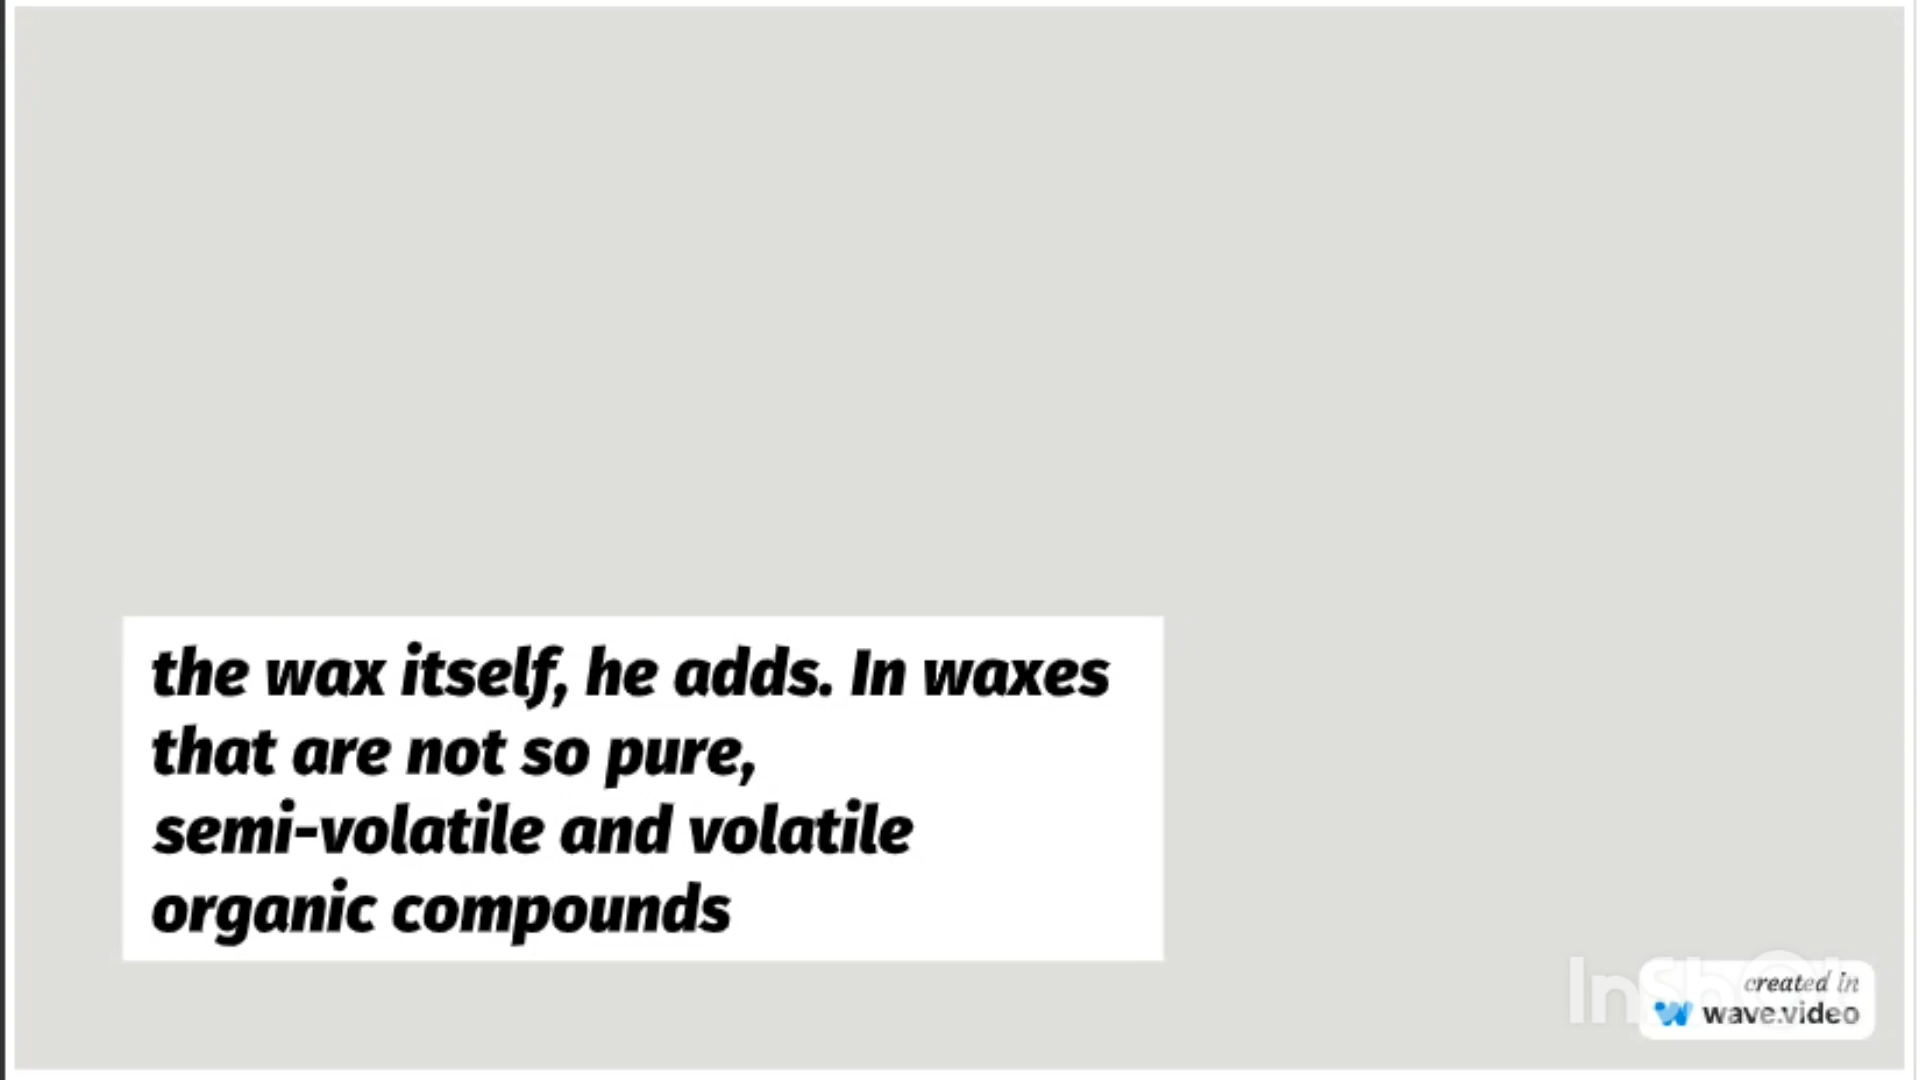 the wax itself, he adds. In waxes
that are not so pure,
semi-volatile and volatile
organic compounds
InShOt
created in
wave.video